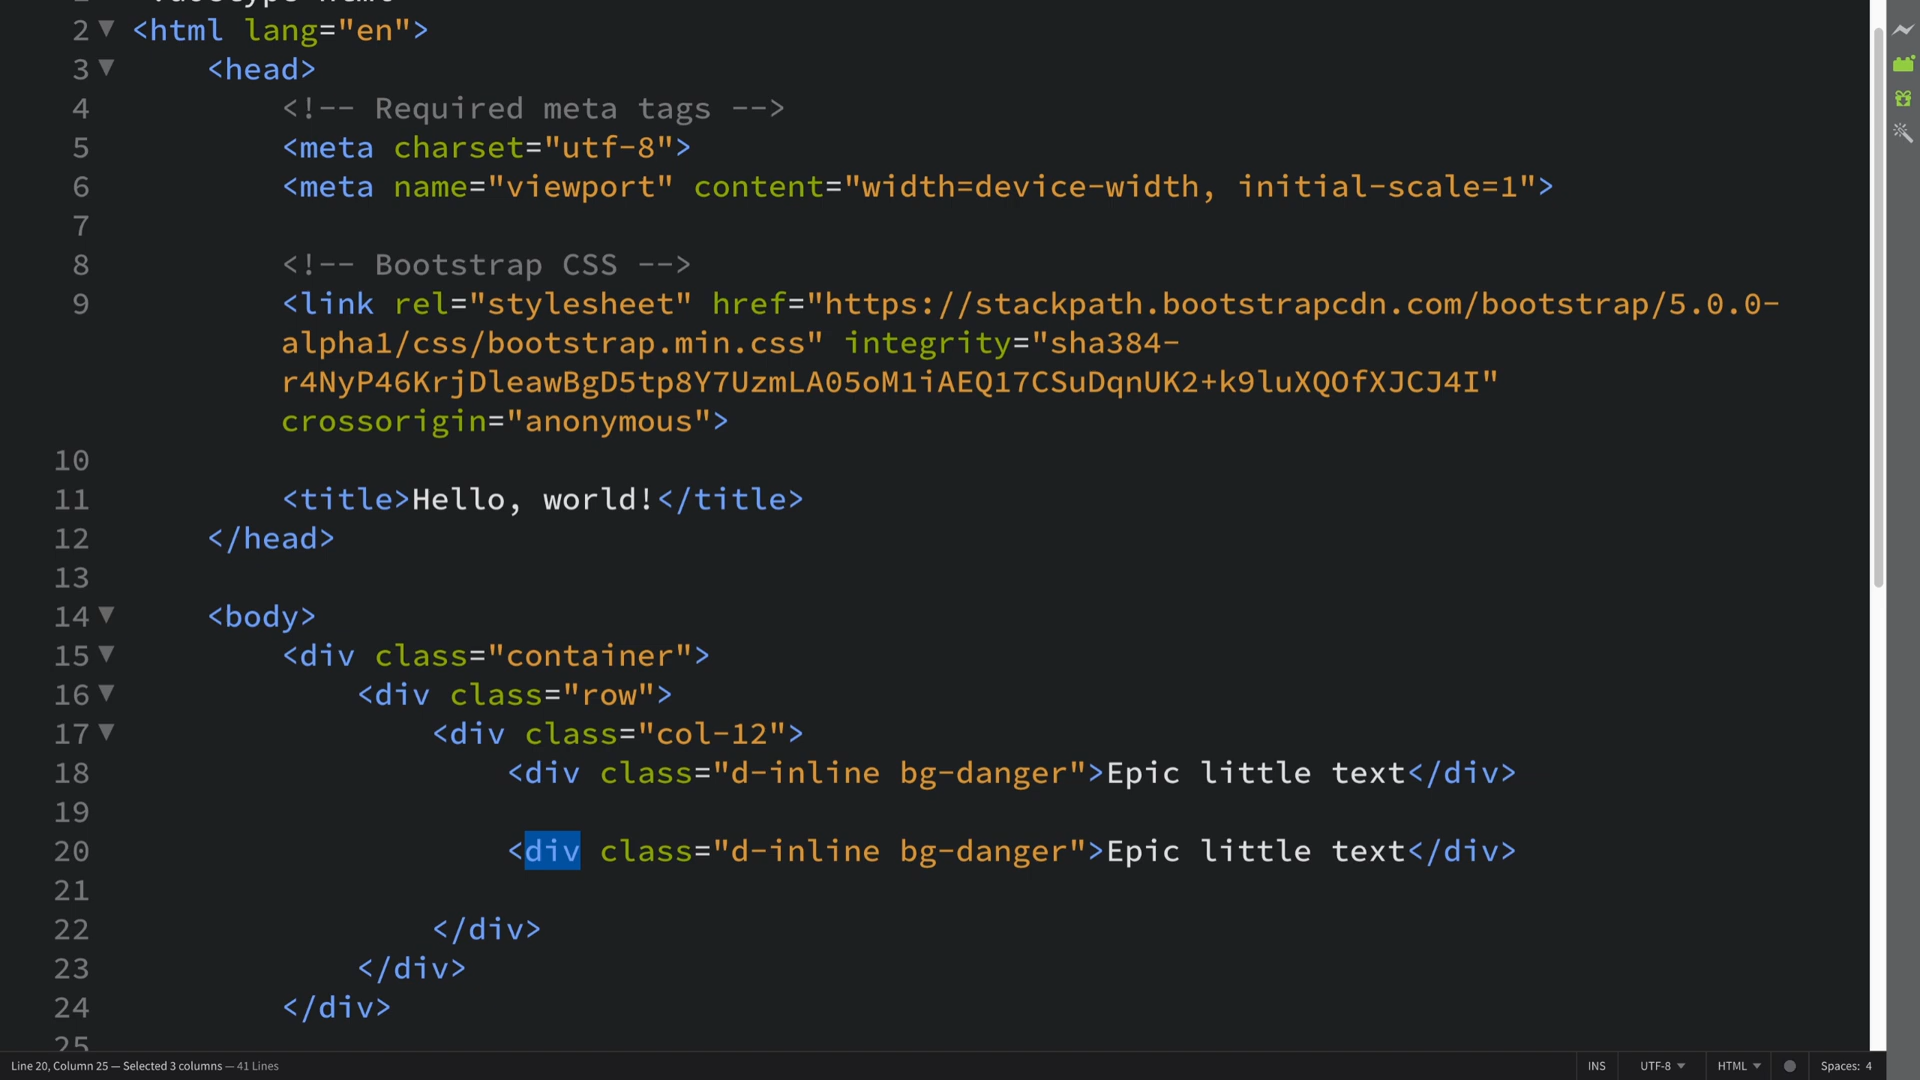 2 <html lang="en">
3 <head>
4 <!-- Required meta tags -->
5 <meta charset="utf-8">
6 <meta name="viewport" content="width=device-width, initial-scale=1">
7
8 <!-- Bootstrap CSS -->
9 <link rel="stylesheet" href="https://stackpath.bootstrapcdn.com/bootstrap/5.0.0-
alpha1/css/bootstrap.min.css" integrity="sha384-
r4NyP46KrjDleawBgD5tp8Y7UzmLA05oM1iAEQ17CSuDqnUK2+k9luXQOfXJCJ4I"
crossorigin="anonymous">
10
11 <title>Hello, world!</title>
12 </head>
13
14 <body>
15 <div class="container">
16 <div class="row">
17 <div class="col-12">
18 <div class="d-inline bg-danger">Epic little text</div>
19
20 <div class="d-inline bg-danger">Epic little text</div>
21
22 </div>
23 </div>
24 </div>
25
Line 20, Column 25 — Selected 3 columns — 41 Lines INS UTF-8 HTML Spaces: 4